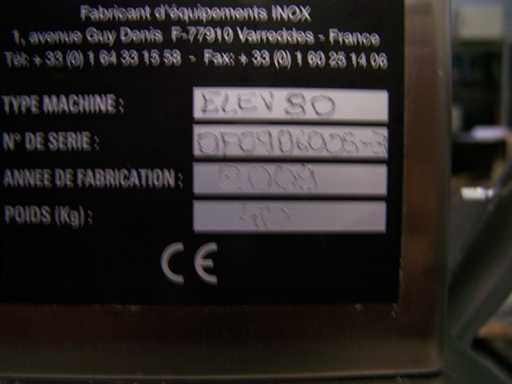 Fabricant d'équipements INOX
1, avenue Guy Denis F-77910 Varreddes - France
Tél: + 33 (0) 1 64 33 15 58 - Fax: + 33 (0) 1 60 25 14 06
TYPE MACHINE : ELEV 80
N° DE SERIE :
ANNEE DE FABRICATION : 2009
POIDS (Kg) :
CE